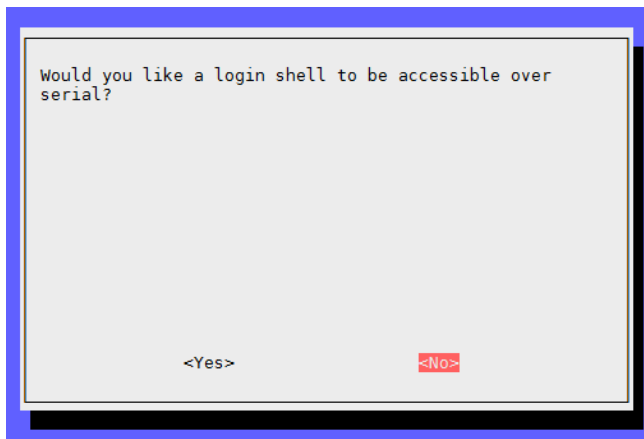 Would you like a login shell to be accessible over
serial?
<Yes> <No>